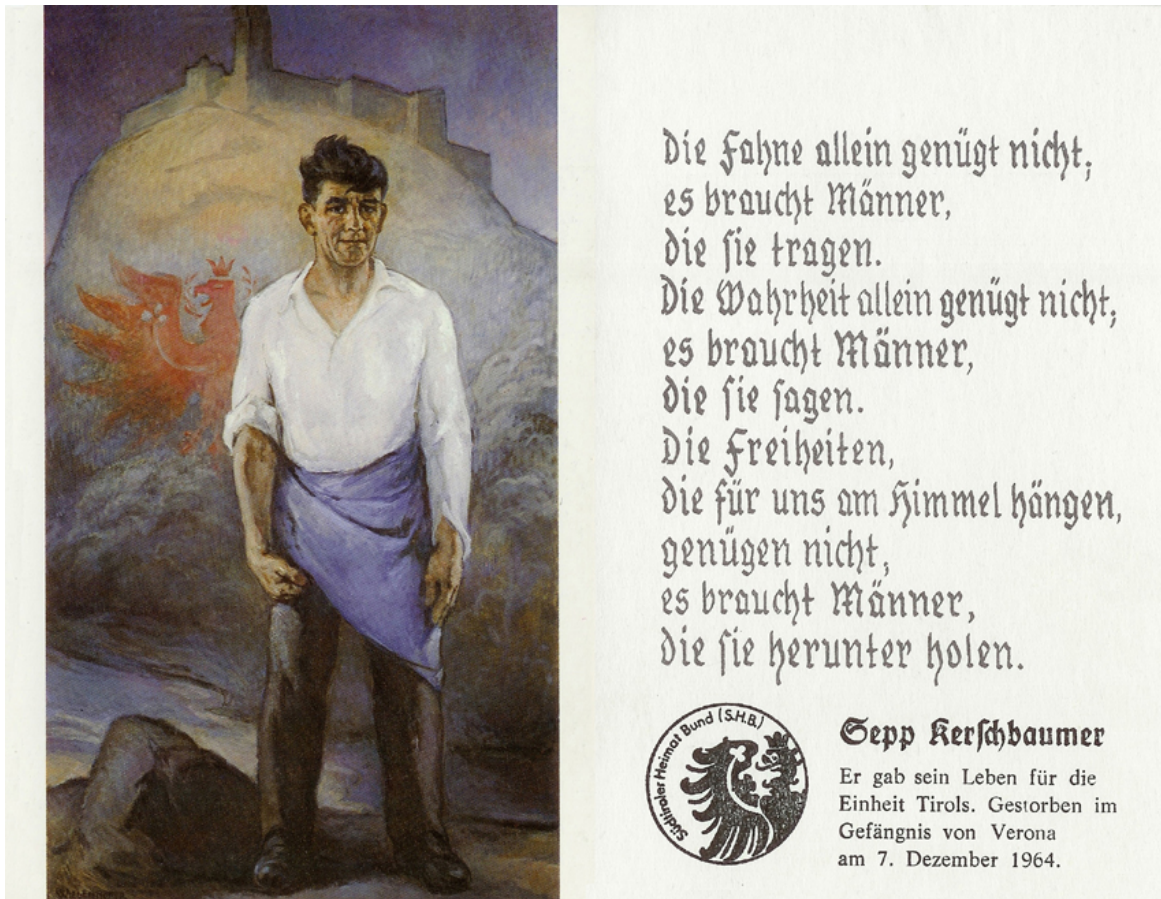 Die Fahne allein genügt nicht,
es braucht Männer,
die sie tragen.
Die Wahrheit allein genügt nicht,
es braucht Männer,
die sie sagen.
Die Freiheiten,
die für uns am Himmel hängen,
genügen nicht,
es braucht Männer,
die sie herunter holen.
Südtiroler Heimat Bund (S.H.B.)
Sepp Kerſchbaumer
Er gab sein Leben für die
Einheit Tirols. Gestorben im
Gefängnis von Verona
am 7. Dezember 1964.